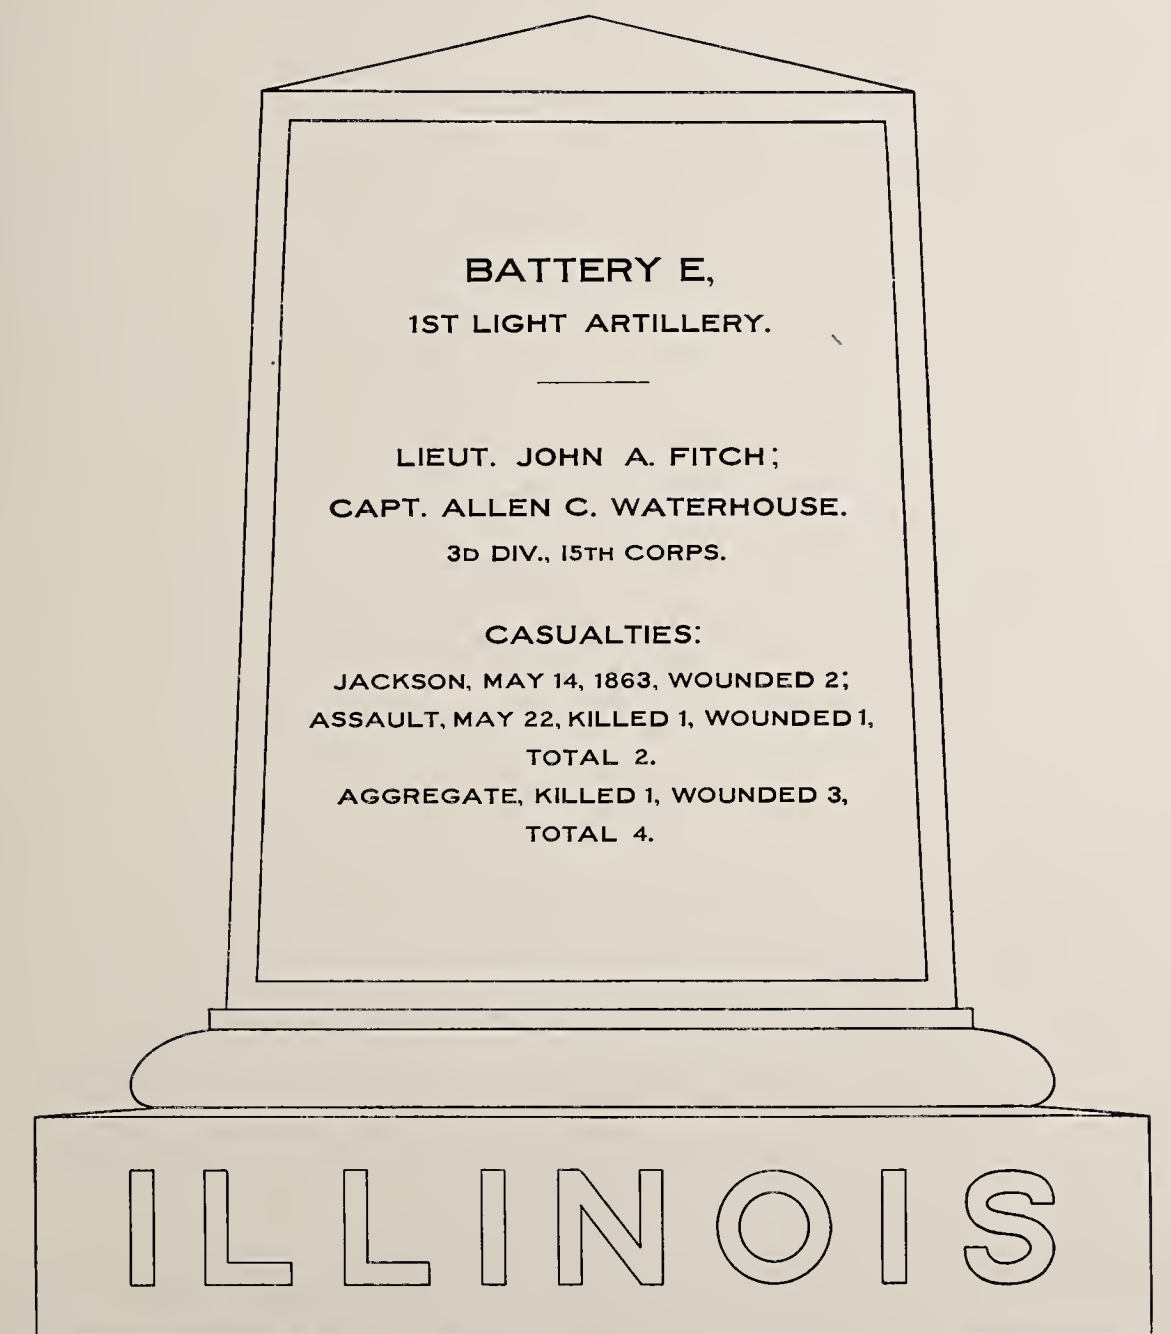 BATTERY E,
1ST LIGHT ARTILLERY.
LIEUT. JOHN A. FITCH;
CAPT. ALLEN C. WATERHOUSE.
3D DIV., 15TH CORPS.
CASUALTIES:
JACKSON, MAY 14, 1863, WOUNDED 2;
ASSAULT, MAY 22, KILLED 1, WOUNDED 1,
TOTAL 2.
AGGREGATE, KILLED 1, WOUNDED 3,
TOTAL 4.
ILLINOIS